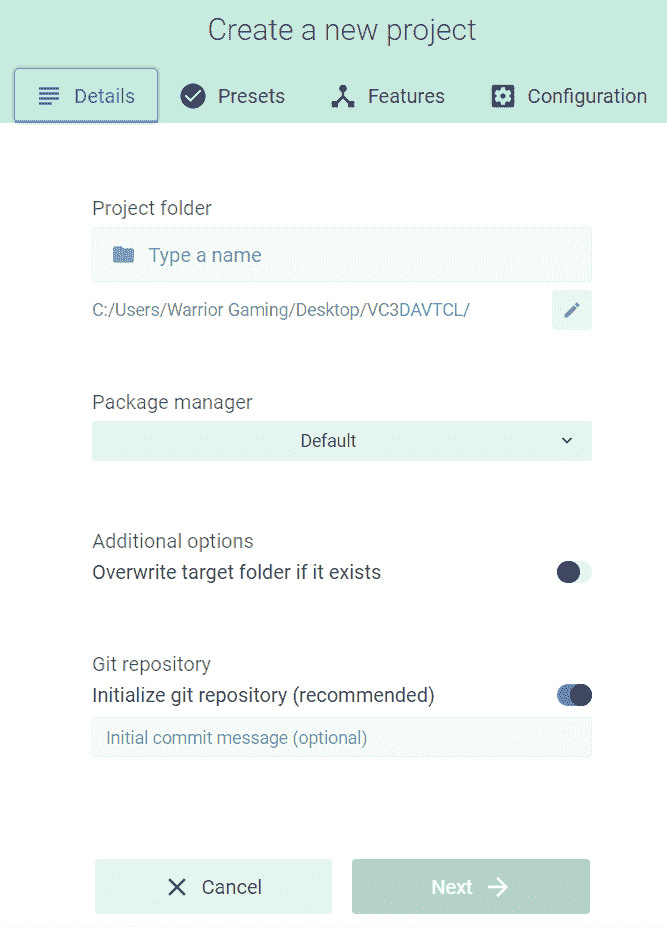 Create a new project
Details Presets Features Configuration
Project folder
Type a name
C:/Users/Warrior Gaming/Desktop/VC3DAVTCL/
Package manager
Default
Additional options
Overwrite target folder if it exists
Git repository
Initialize git repository (recommended)
Initial commit message (optional)
Cancel Next